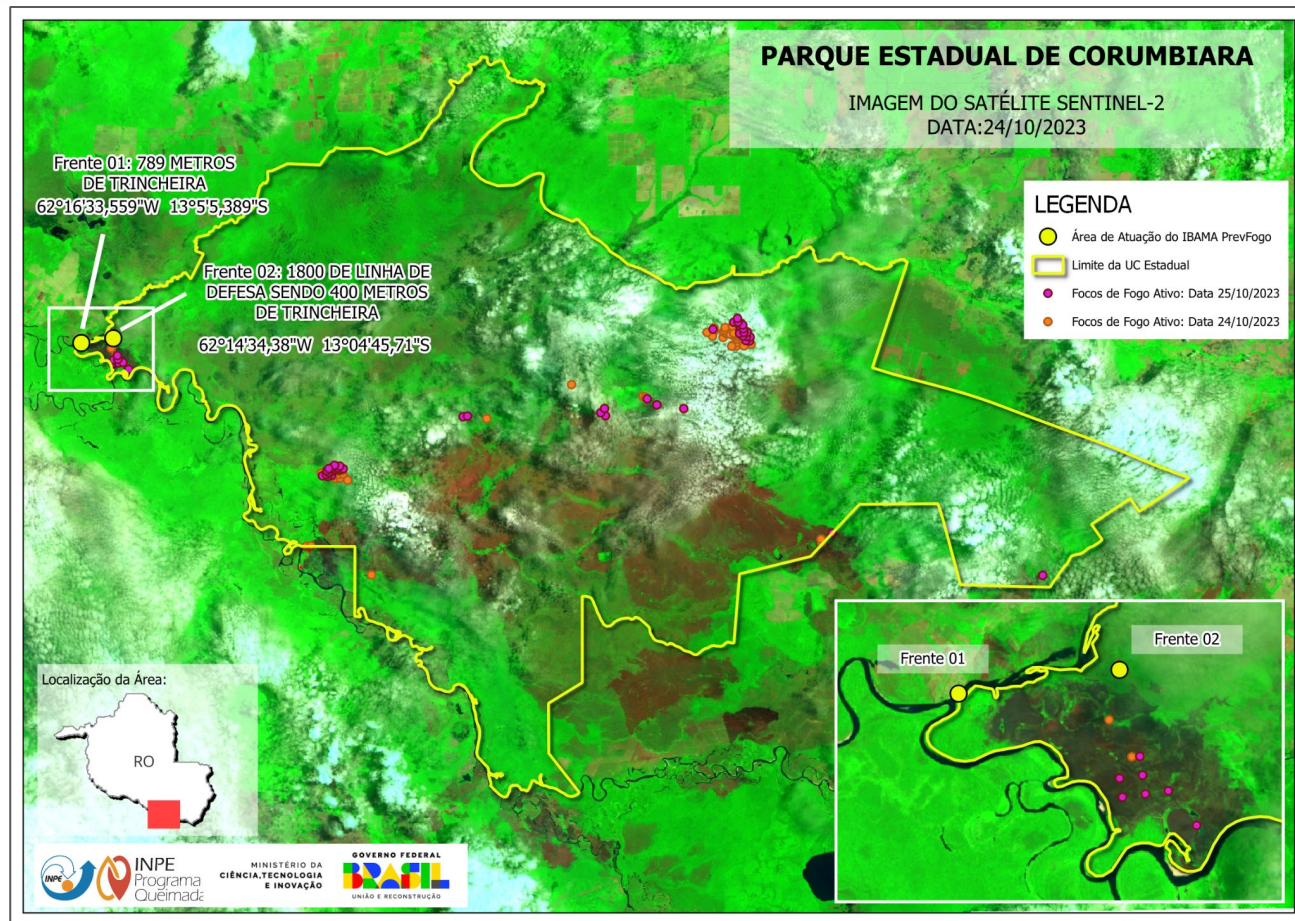 PARQUE ESTADUAL DE CORUMBIARA
IMAGEM DO SATÉLITE SENTINEL-2
DATA:24/10/2023
Frente 01: 789 METROS
DE TRINCHEIRA
62°16'33,559"W 13°5'5,389"S
Frente 02: 1800 DE LINHA DE
DEFESA SENDO 400 METROS
DE TRINCHEIRA
62°14'34,38"W 13°04'45,71"S
LEGENDA
Área de Atuação do IBAMA PrevFogo
Limite da UC Estadual
Focos de Fogo Ativo: Data 25/10/2023
Focos de Fogo Ativo: Data 24/10/2023
Frente 01
Frente 02
Localização da Área:
RO
INPE
INPE
Programa
Queimada
MINISTÉRIO DA
CIÊNCIA,TECNOLOGIA
E INOVAÇÃO
GOVERNO FEDERAL
BRASIL
UNIÃO E RECONSTRUÇÃO